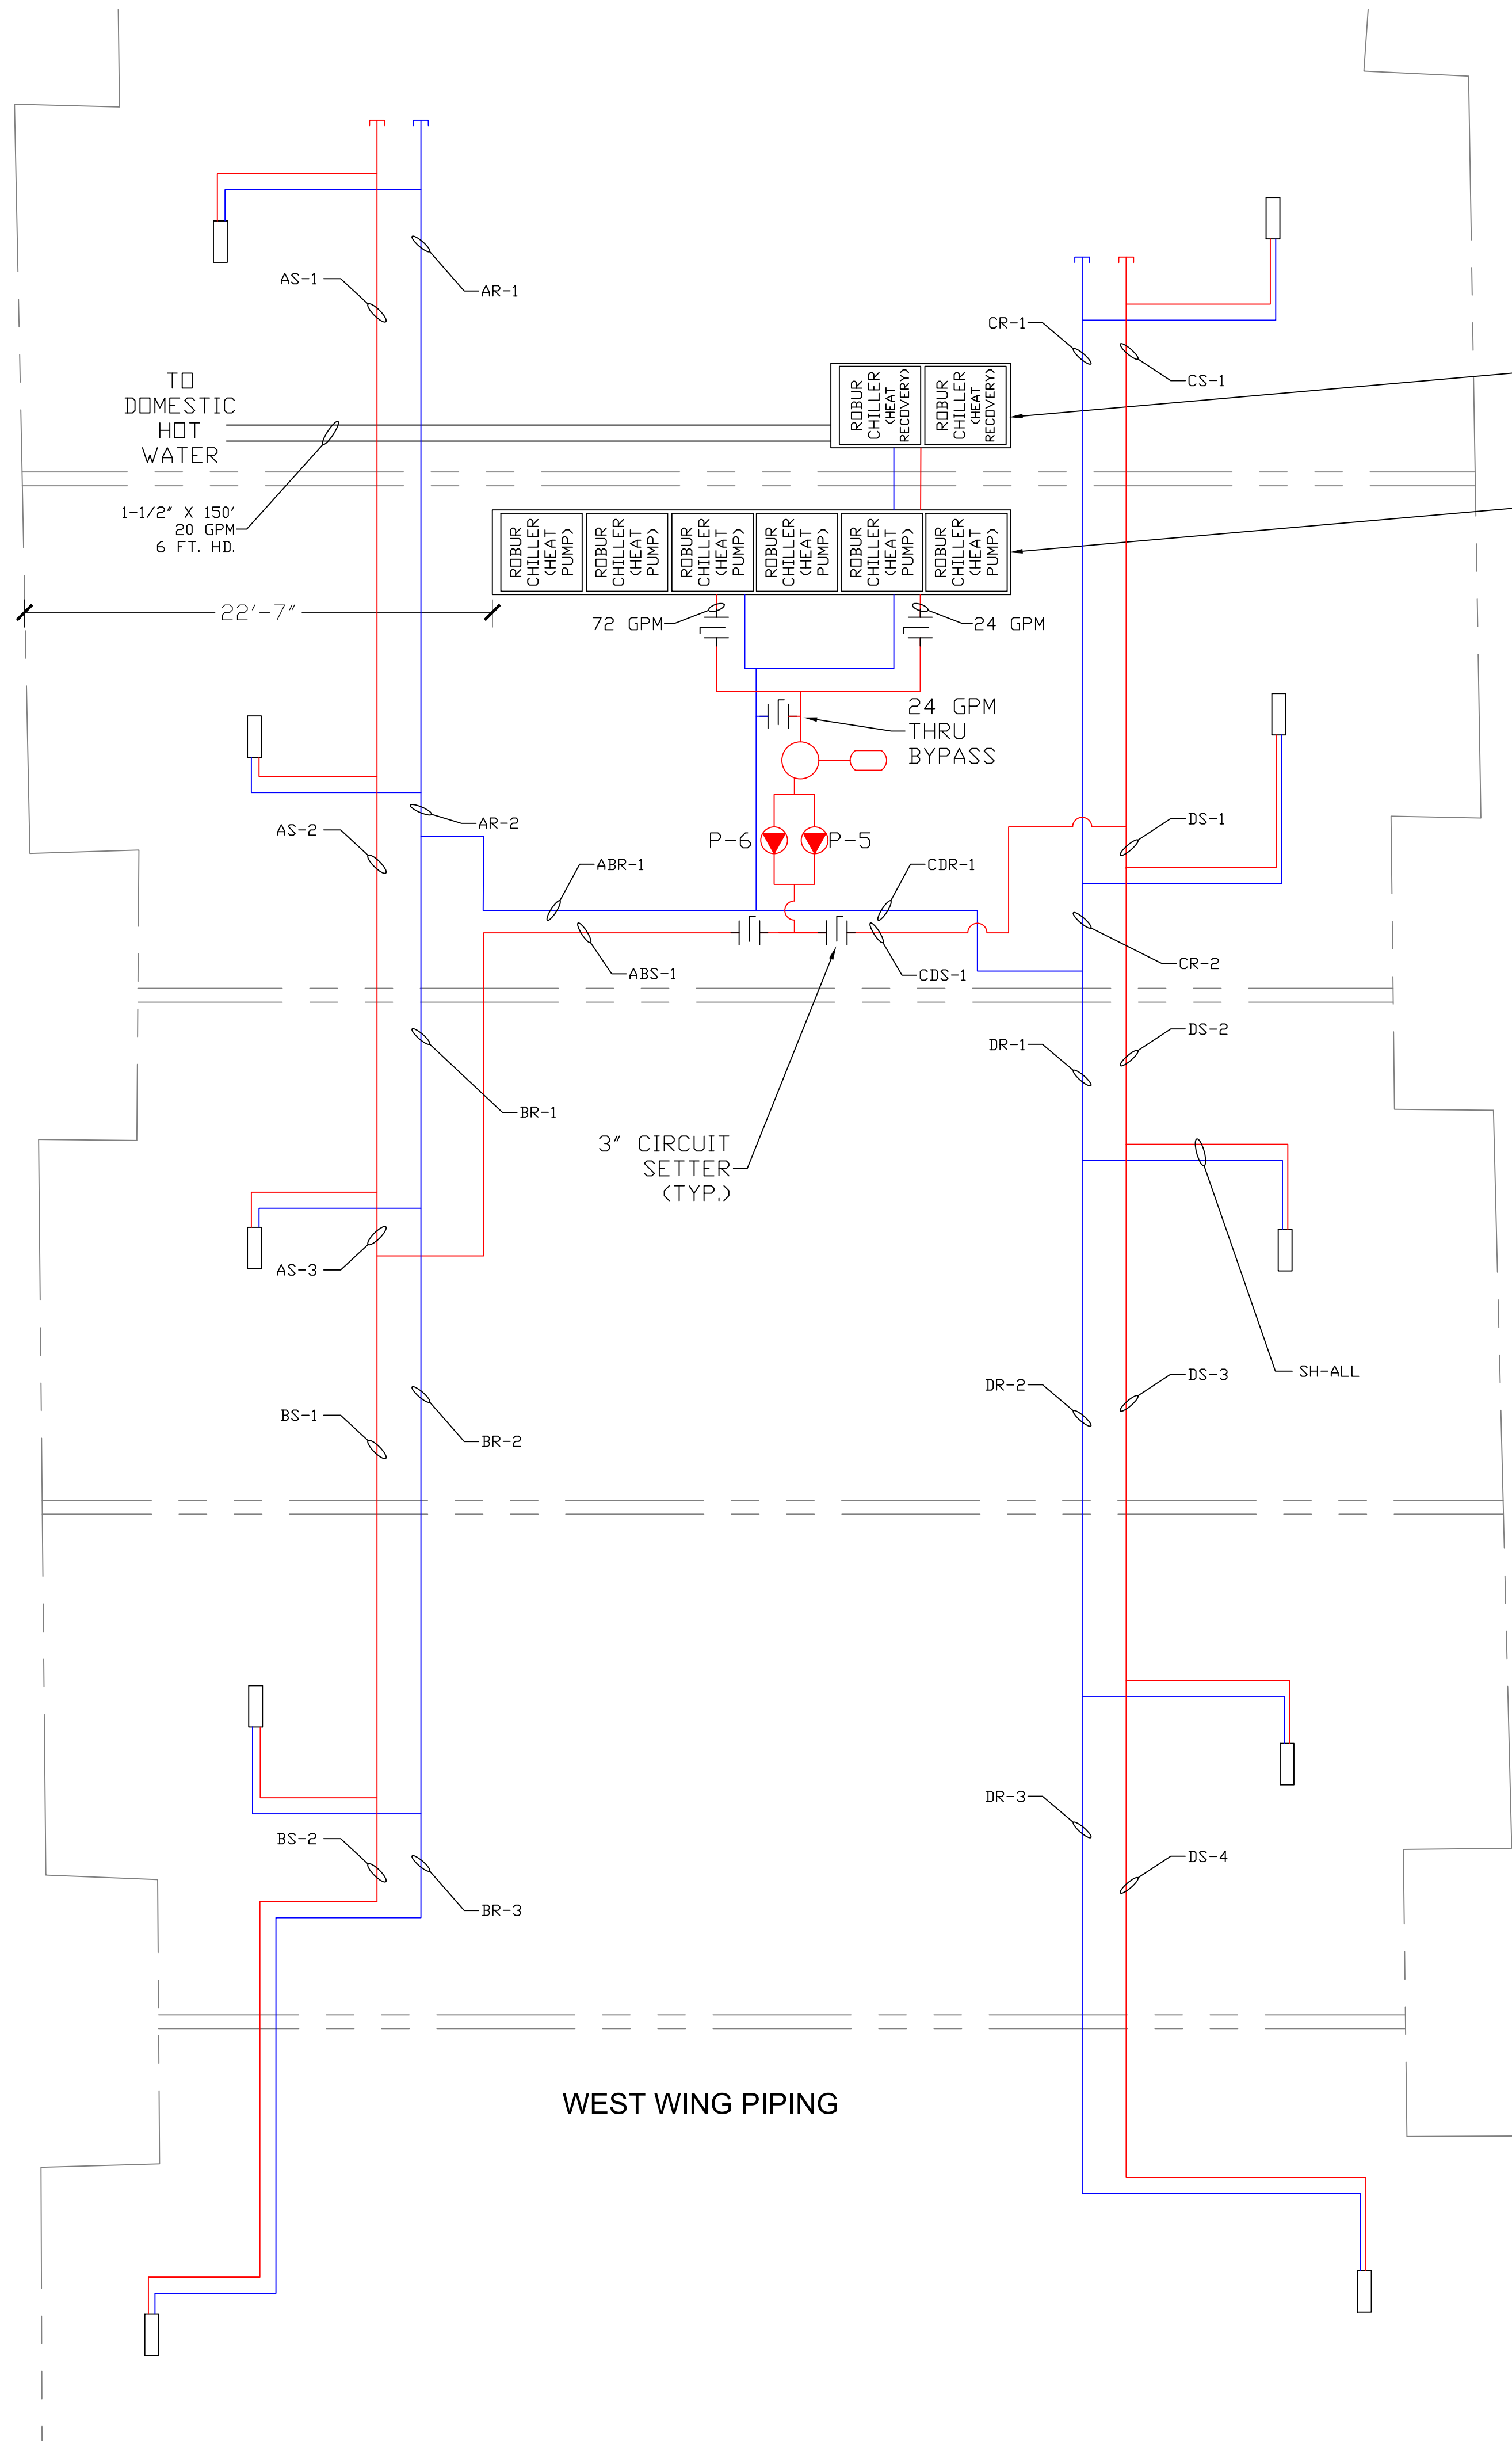 AS-1
AR-1
CR-1
CS-1
TO
DOMESTIC
HOT
WATER
ROBUR
CHILLER
(HEAT
RECOVERY)
ROBUR
CHILLER
(HEAT
RECOVERY)
1-1/2" X 150'
20 GPM
6 FT. HD.
ROBUR
CHILLER
(HEAT
PUMP)
ROBUR
CHILLER
(HEAT
PUMP)
ROBUR
CHILLER
(HEAT
PUMP)
ROBUR
CHILLER
(HEAT
PUMP)
ROBUR
CHILLER
(HEAT
PUMP)
ROBUR
CHILLER
(HEAT
PUMP)
22'-7"
72 GPM
24 GPM
24 GPM
THRU
BYPASS
AS-2
AR-2
P-6
P-5
DS-1
ABR-1
CDR-1
ABS-1
CDS-1
CR-2
DR-1
DS-2
BR-1
3" CIRCUIT
SETTER
(TYP.)
AS-3
SH-ALL
DR-2
DS-3
BS-1
BR-2
DR-3
DS-4
BS-2
BR-3
WEST WING PIPING